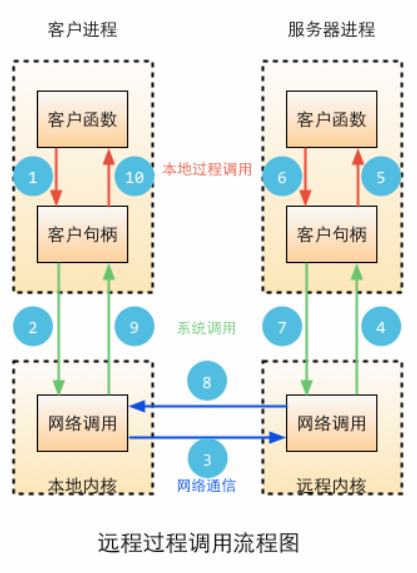 客户进程
服务器进程
客户函数
客户函数
1
10
本地过程调用
6
5
客户句柄
客户句柄
2
9
系统调用
7
4
8
网络调用
网络调用
3
本地内核
网络通信
远程内核
远程过程调用流程图